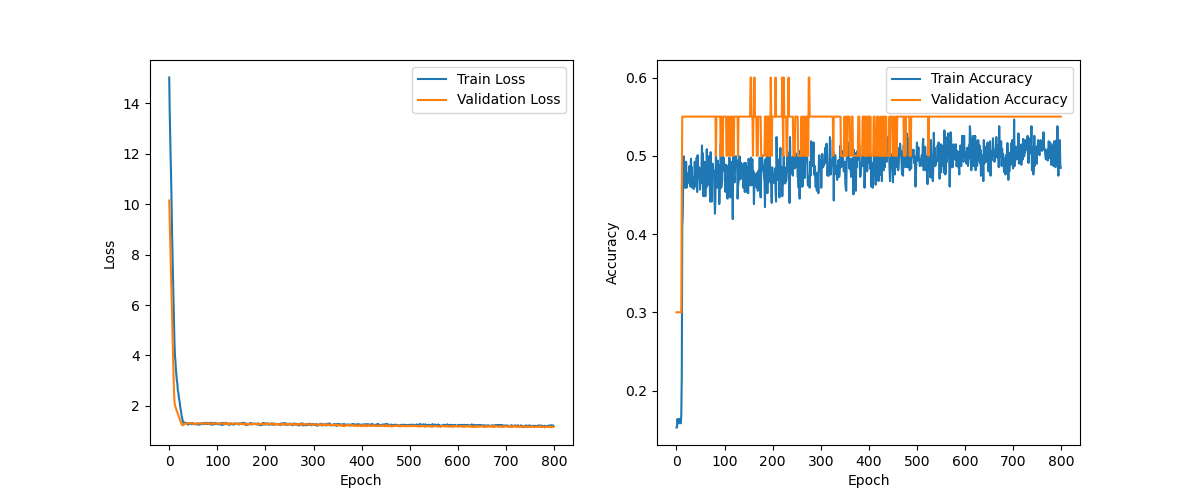 Train Loss
Validation Loss
14
12
10
8
6
4
2
0 100 200 300 400 500 600 700 800
Epoch
Loss
Train Accuracy
Validation Accuracy
0.6
0.5
0.4
0.3
0.2
0 100 200 300 400 500 600 700 800
Epoch
Accuracy